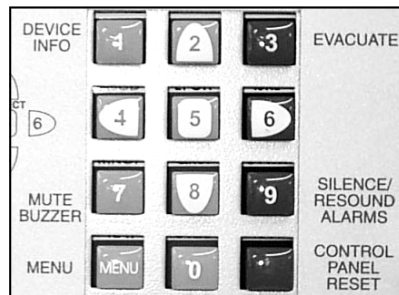 DEVICE
INFO
1
2
3
EVACUATE
CT
6
4
5
6
MUTE
BUZZER
7
8
9
SILENCE/
RESOUND
ALARMS
MENU
MENU
0
CONTROL
PANEL
RESET